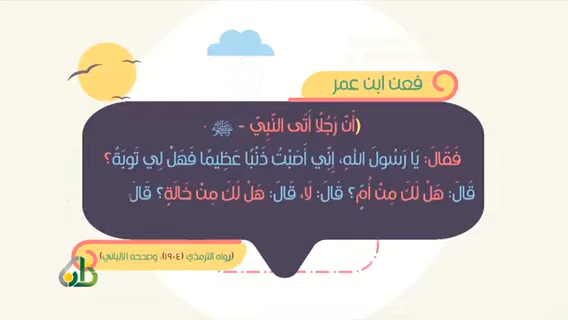 فعن ابن عمر
(أَنّ رَجُلًا أَتَى النَّبِيّ - ﷺ -
فَقَالَ: يَا رَسُولَ اللهِ، إِنِّي أَصَبْتُ ذَنْبًا عَظِيمًا فَهَلْ لِي تَوبَةٌ؟
قَالَ: هَلْ لَكَ مِنْ أُمّ؟ قَالَ: لَا، قَالَ: هَلْ لَكَ مِنْ خَالَةٍ؟ قَالَ
(رواه الترمذي (١٩٠٤)، وصححه الألباني)